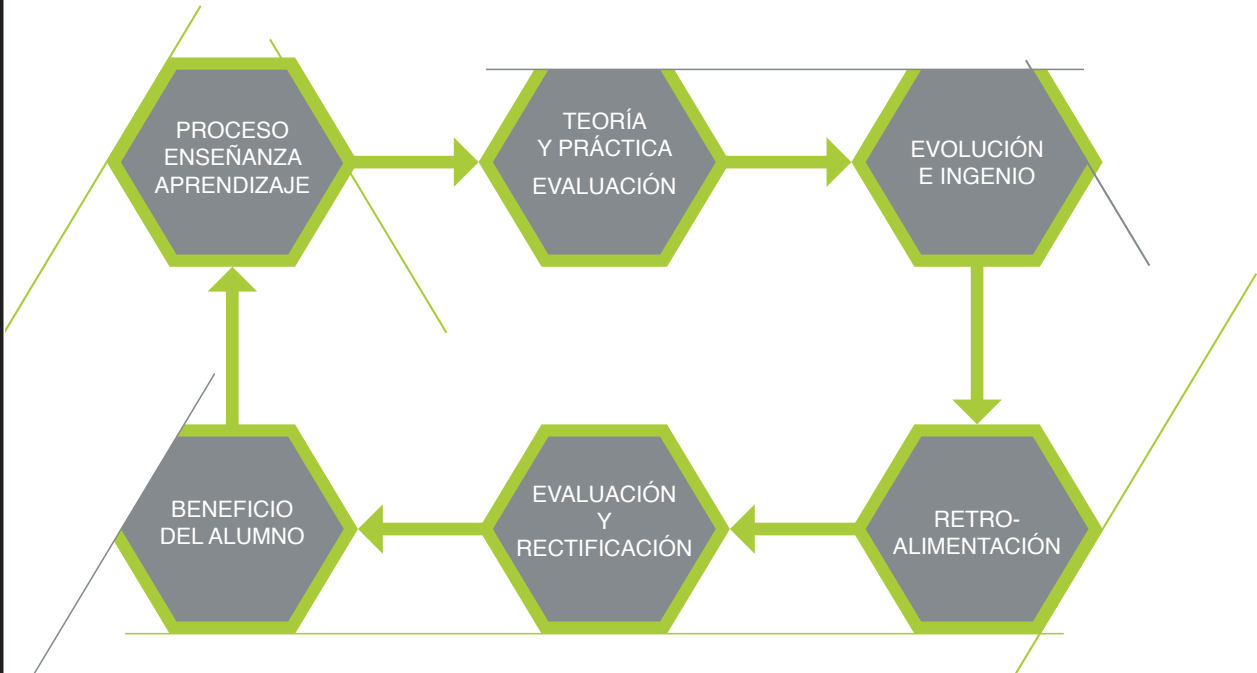 PROCESO
ENSEÑANZA
APRENDIZAJE
TEORÍA
Y PRÁCTICA
EVALUACIÓN
EVOLUCIÓN
E INGENIO
RETRO-
ALIMENTACIÓN
EVALUACIÓN
Y
RECTIFICACIÓN
BENEFICIO
DEL ALUMNO